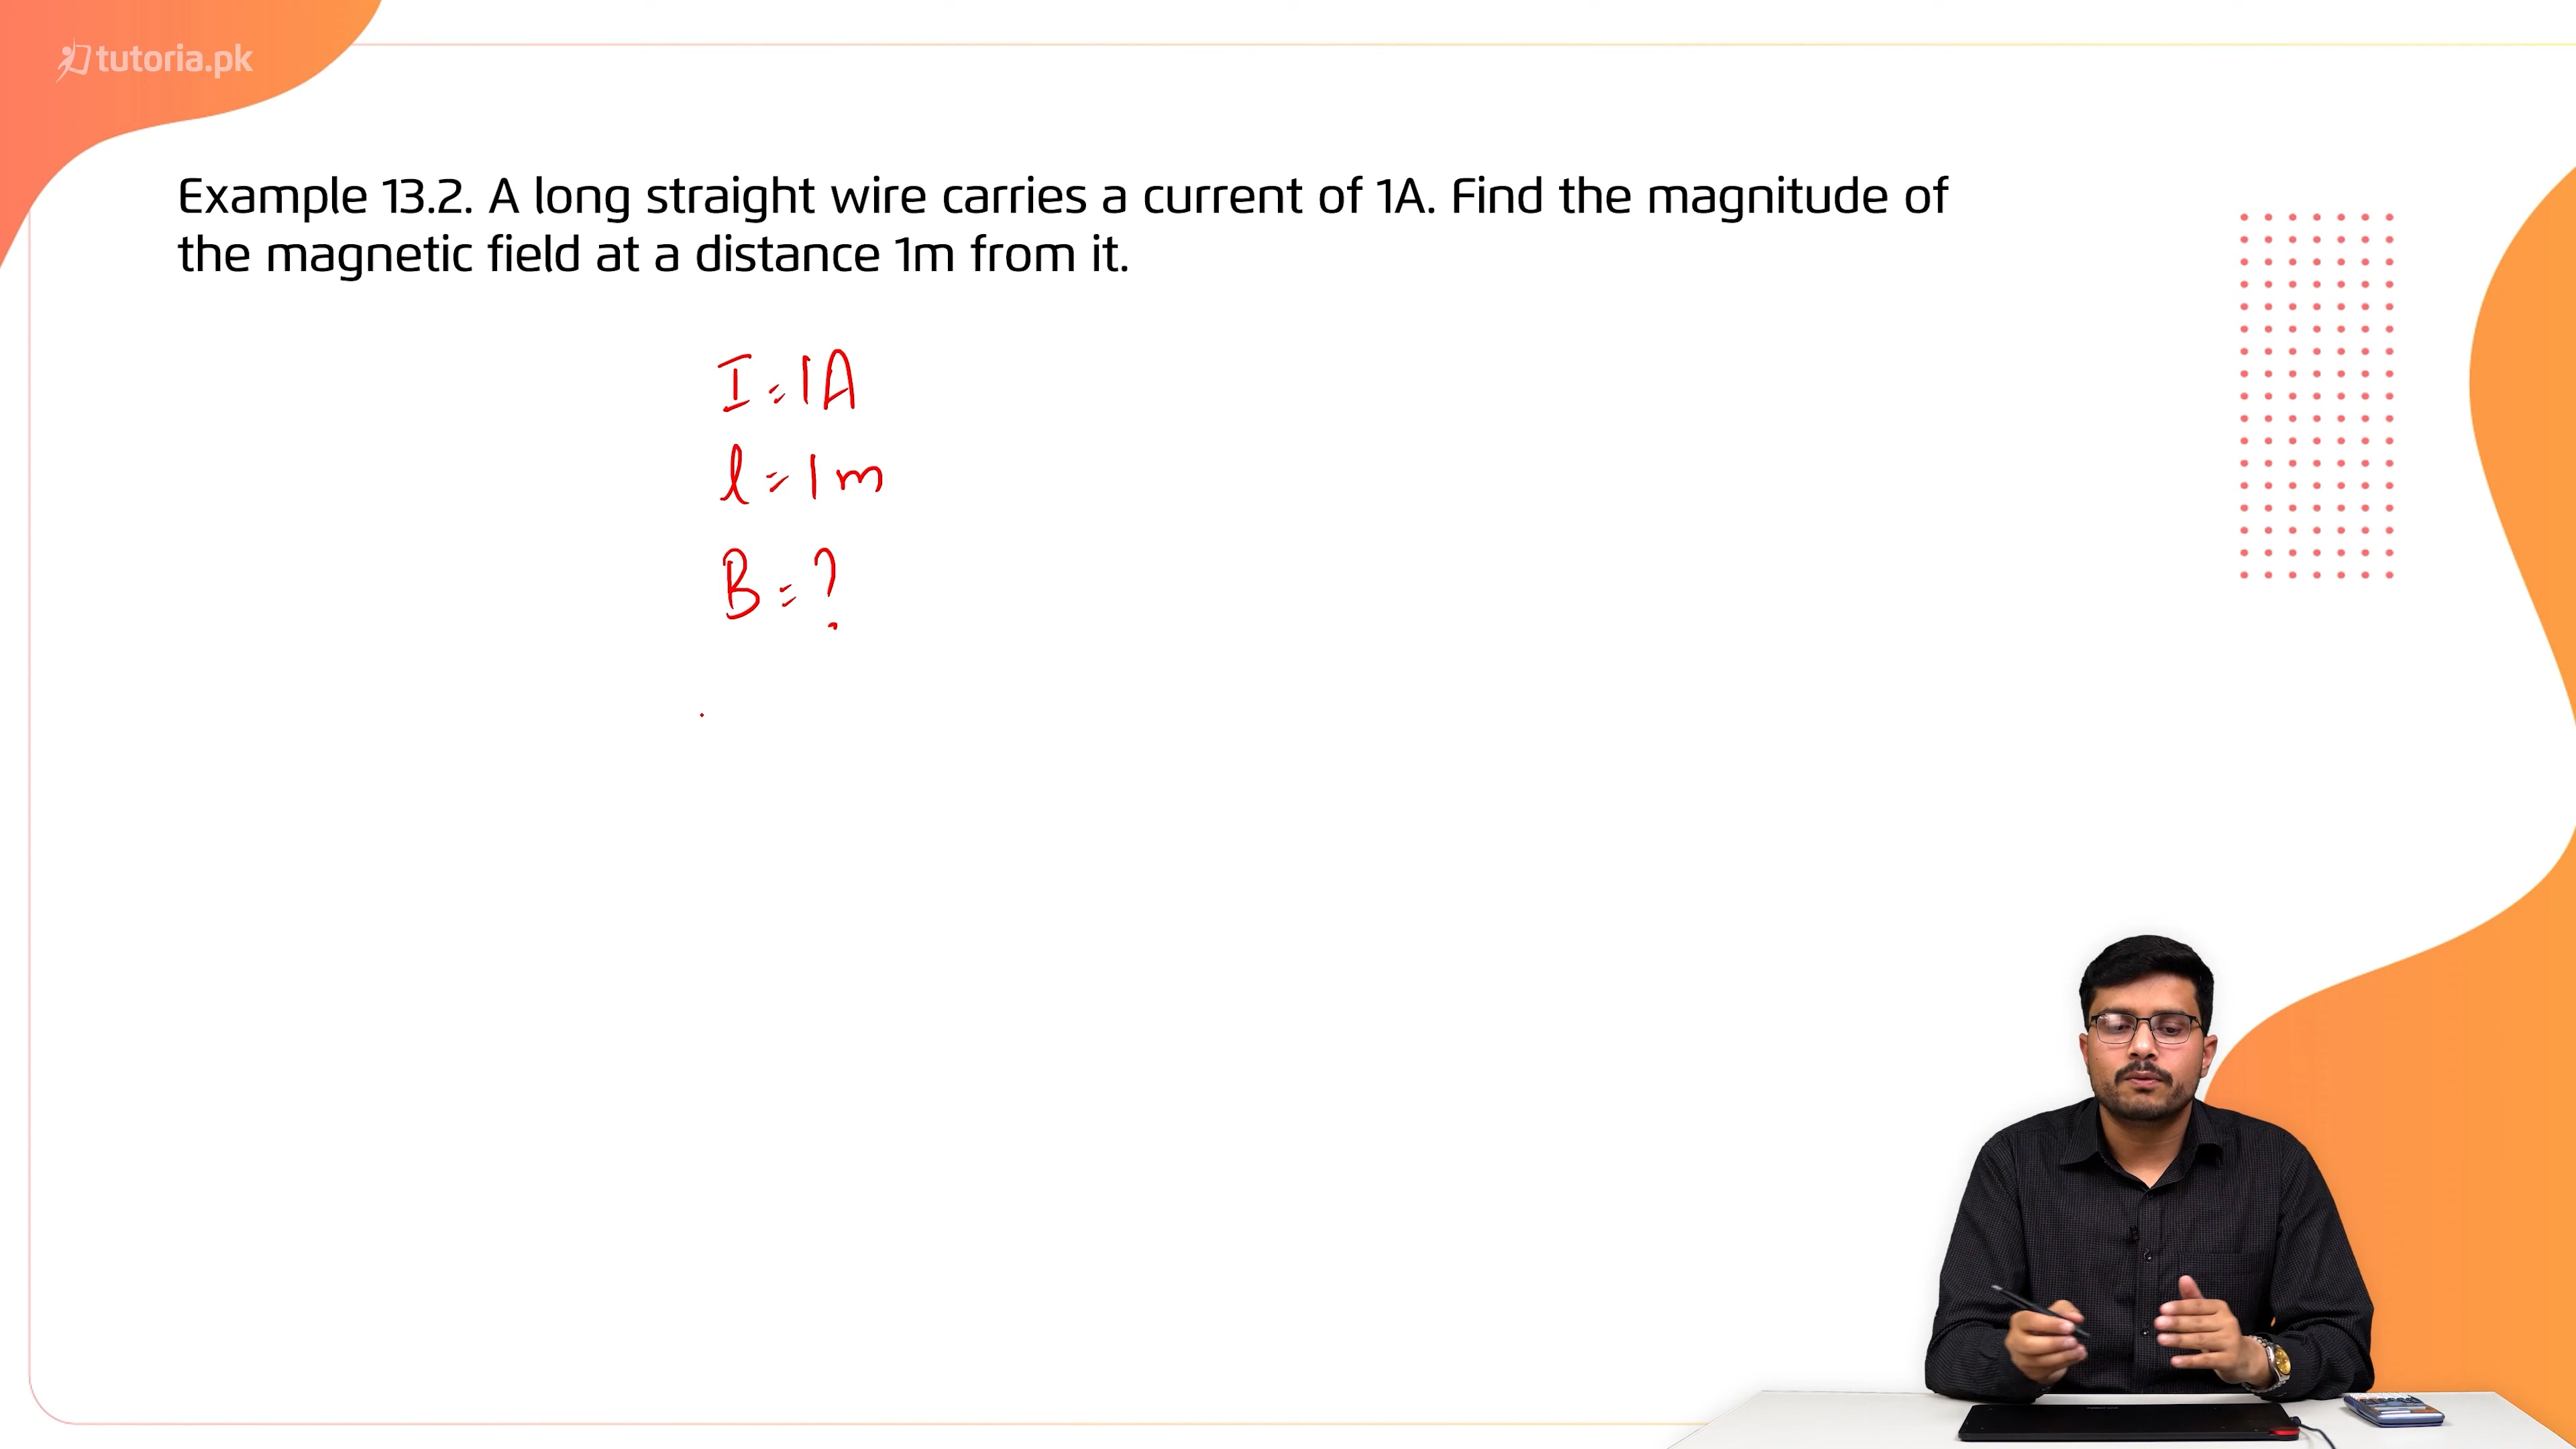 tutoria.pk
Example 13.2. A long straight wire carries a current of 1A. Find the magnitude of
the magnetic field at a distance 1m from it.
I = 1A
l = 1m
B = ?